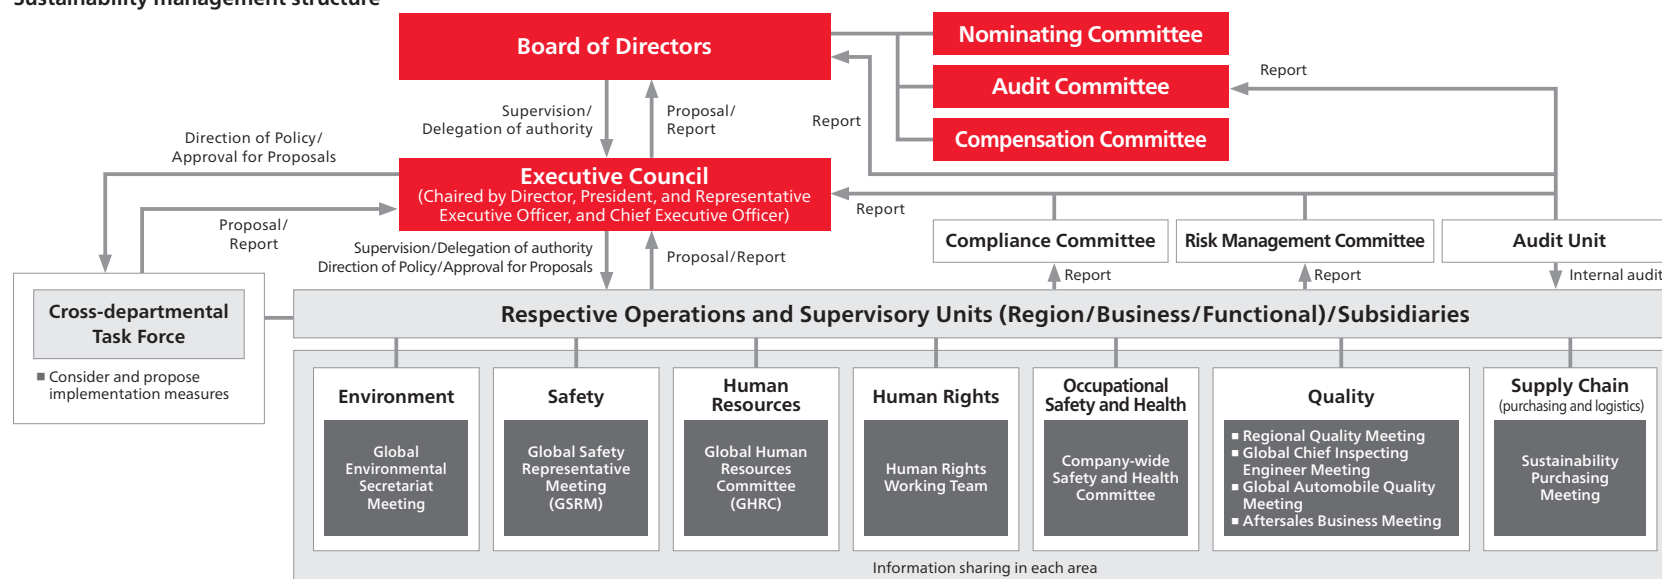 Sustainability management structure
Board of Directors
Nominating Committee
Audit Committee
Compensation Committee
Report
Supervision/
Delegation of authority
Proposal/
Report
Report
Direction of Policy/
Approval for Proposals
Executive Council
(Chaired by Director, President, and Representative
Executive Officer, and Chief Executive Officer)
Report
Proposal/
Report
Supervision/Delegation of authority
Direction of Policy/Approval for Proposals
Proposal/Report
Compliance Committee
Risk Management Committee
Audit Unit
Report
Report
Internal audit
Cross-departmental
Task Force
■ Consider and propose
implementation measures
Respective Operations and Supervisory Units (Region/Business/Functional)/Subsidiaries
Environment
Global
Environmental
Secretariat
Meeting
Safety
Global Safety
Representative
Meeting
(GSRM)
Human
Resources
Global Human
Resources
Committee
(GHRC)
Human Rights
Human Rights
Working Team
Occupational
Safety and Health
Company-wide
Safety and Health
Committee
Quality
■ Regional Quality Meeting
■ Global Chief Inspecting
Engineer Meeting
■ Global Automobile Quality
Meeting
■ Aftersales Business Meeting
Supply Chain
(purchasing and logistics)
Sustainability
Purchasing
Meeting
Information sharing in each area